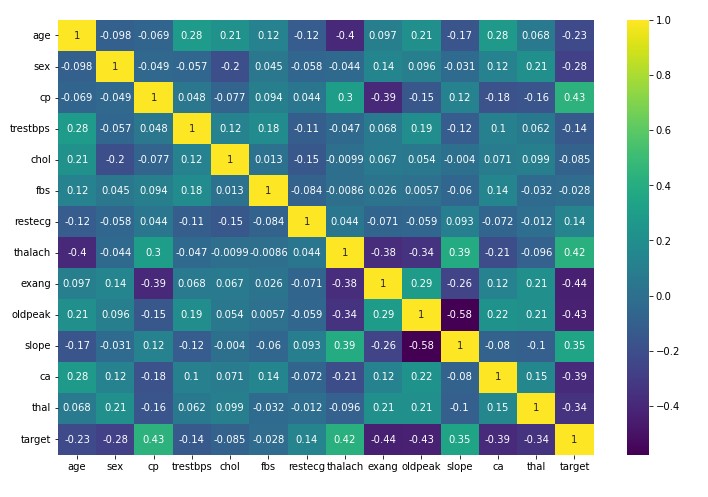 age 1 -0.098 -0.069 0.28 0.21 0.12 -0.12 -0.4 0.097 0.21 -0.17 0.28 0.068 -0.23
sex -0.098 1 -0.049 -0.057 -0.2 0.045 -0.058 -0.044 0.14 0.096 -0.031 0.12 0.21 -0.28
cp -0.069 -0.049 1 0.048 -0.077 0.094 0.044 0.3 -0.39 -0.15 0.12 -0.18 -0.16 0.43
trestbps 0.28 -0.057 0.048 1 0.12 0.18 -0.11 -0.047 0.068 0.19 -0.12 0.1 0.062 -0.14
chol 0.21 -0.2 -0.077 0.12 1 0.013 -0.15 -0.0099 0.067 0.054 -0.004 0.071 0.099 -0.085
fbs 0.12 0.045 0.094 0.18 0.013 1 -0.084 -0.0086 0.026 0.0057 -0.06 0.14 -0.032 -0.028
restecg -0.12 -0.058 0.044 -0.11 -0.15 -0.084 1 0.044 -0.071 -0.059 0.093 -0.072 -0.012 0.14
thalach -0.4 -0.044 0.3 -0.047 -0.0099 -0.0086 0.044 1 -0.38 -0.34 0.39 -0.21 -0.096 0.42
exang 0.097 0.14 -0.39 0.068 0.067 0.026 -0.071 -0.38 1 0.29 -0.26 0.12 0.21 -0.44
oldpeak 0.21 0.096 -0.15 0.19 0.054 0.0057 -0.059 -0.34 0.29 1 -0.58 0.22 0.21 -0.43
slope -0.17 -0.031 0.12 -0.12 -0.004 -0.06 0.093 0.39 -0.26 -0.58 1 -0.08 -0.1 0.35
ca 0.28 0.12 -0.18 0.1 0.071 0.14 -0.072 -0.21 0.12 0.22 -0.08 1 0.15 -0.39
thal 0.068 0.21 -0.16 0.062 0.099 -0.032 -0.012 -0.096 0.21 0.21 -0.1 0.15 1 -0.34
target -0.23 -0.28 0.43 -0.14 -0.085 -0.028 0.14 0.42 -0.44 -0.43 0.35 -0.39 -0.34 1
age sex cp trestbps chol fbs restecg thalach exang oldpeak slope ca thal target
1.0
0.8
0.6
0.4
0.2
0.0
−0.2
−0.4